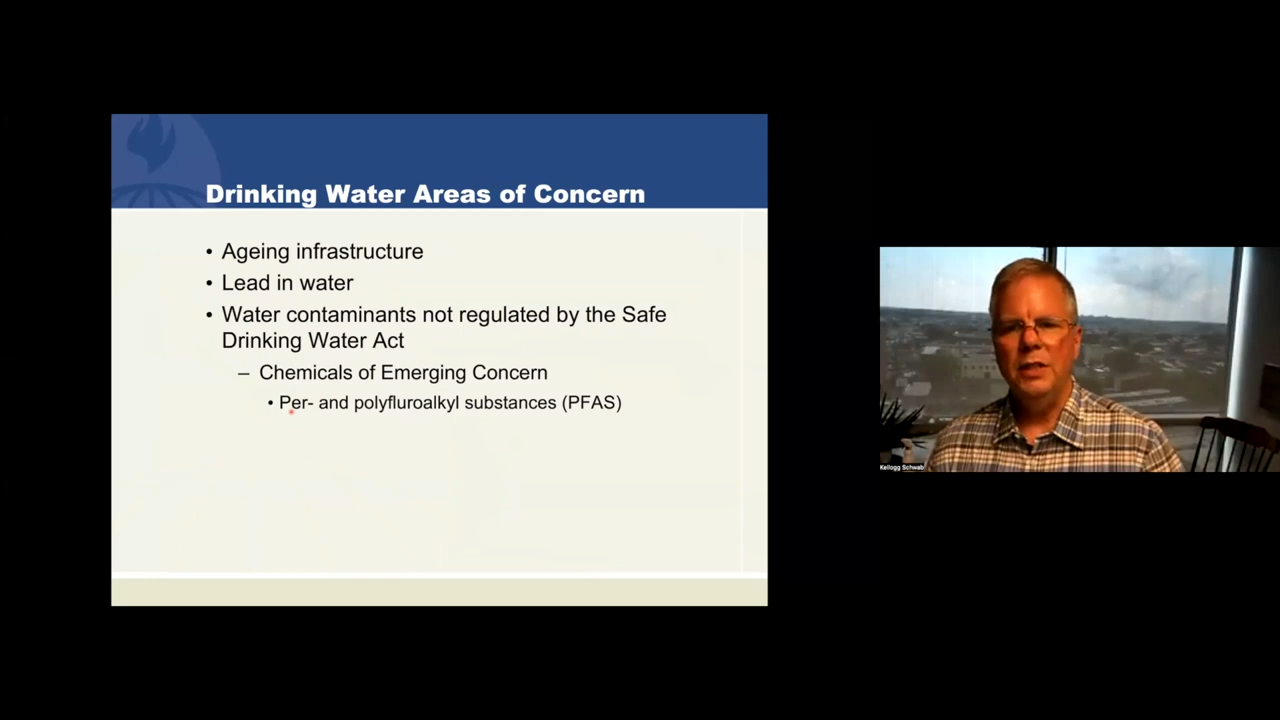 Drinking Water Areas of Concern
• Ageing infrastructure
• Lead in water
• Water contaminants not regulated by the Safe
Drinking Water Act
– Chemicals of Emerging Concern
• Per- and polyfluroalkyl substances (PFAS)
Kellogg Schwab